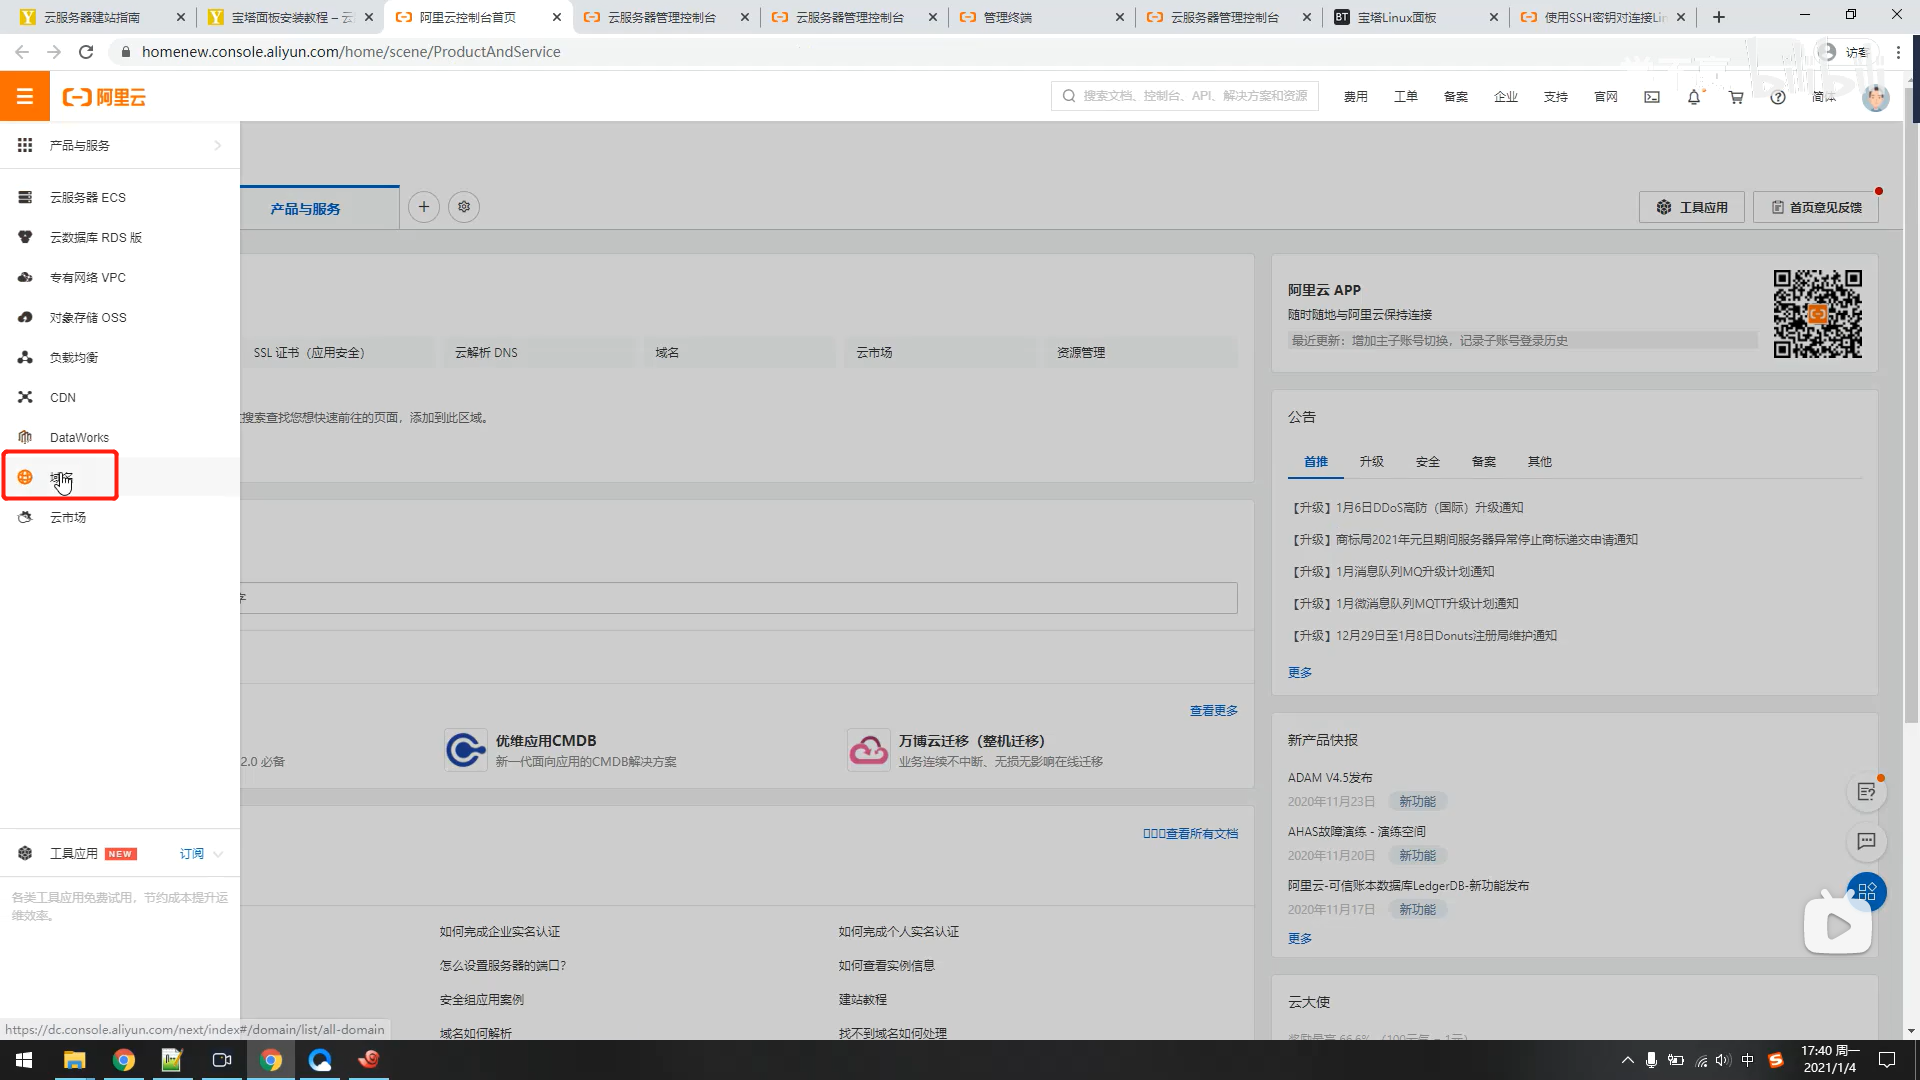 云服务器建站指南
宝塔面板安装教程 – 云
阿里云控制台首页
云服务器管理控制台
云服务器管理控制台
管理终端
云服务器管理控制台
BT 宝塔Linux面板
使用SSH密钥对连接Lin
homenew.console.aliyun.com/home/scene/ProductAndService
访客
阿里云
搜索文档、控制台、API、解决方案和资源
费用
工单
备案
企业
支持
官网
简体
bilibili
产品与服务
云服务器 ECS
云数据库 RDS 版
专有网络 VPC
对象存储 OSS
负载均衡
CDN
DataWorks
域名
云市场
工具应用 NEW
订阅
各类工具应用免费试用，节约成本提升运
维效率。
产品与服务
工具应用
首页意见反馈
SSL 证书（应用安全）
云解析 DNS
域名
云市场
资源管理
搜索查找您想快速前往的页面，添加到此区域。
字
查看更多
2.0 必备
优维应用CMDB
新一代面向应用的CMDB解决方案
万博云迁移（整机迁移）
业务连续不中断、无损无影响在线迁移
查看所有文档
如何完成企业实名认证
如何完成个人实名认证
怎么设置服务器的端口?
如何查看实例信息
安全组应用案例
建站教程
域名如何解析
找不到域名如何处理
阿里云 APP
随时随地与阿里云保持连接
最近更新：增加主子账号切换，记录子账号登录历史
公告
首推
升级
安全
备案
其他
【升级】1月6日DDoS高防（国际）升级通知
【升级】商标局2021年元旦期间服务器异常停止商标递交申请通知
【升级】1月消息队列MQ升级计划通知
【升级】1月微消息队列MQTT升级计划通知
【升级】12月29日至1月8日Donuts注册局维护通知
更多
新产品快报
ADAM V4.5发布
2020年11月23日
新功能
AHAS故障演练 - 演练空间
2020年11月20日
新功能
阿里云-可信账本数据库LedgerDB-新功能发布
2020年11月17日
新功能
更多
云大使
https://dc.console.aliyun.com/next/index#/domain/list/all-domain
中
17:40 周一
2021/1/4